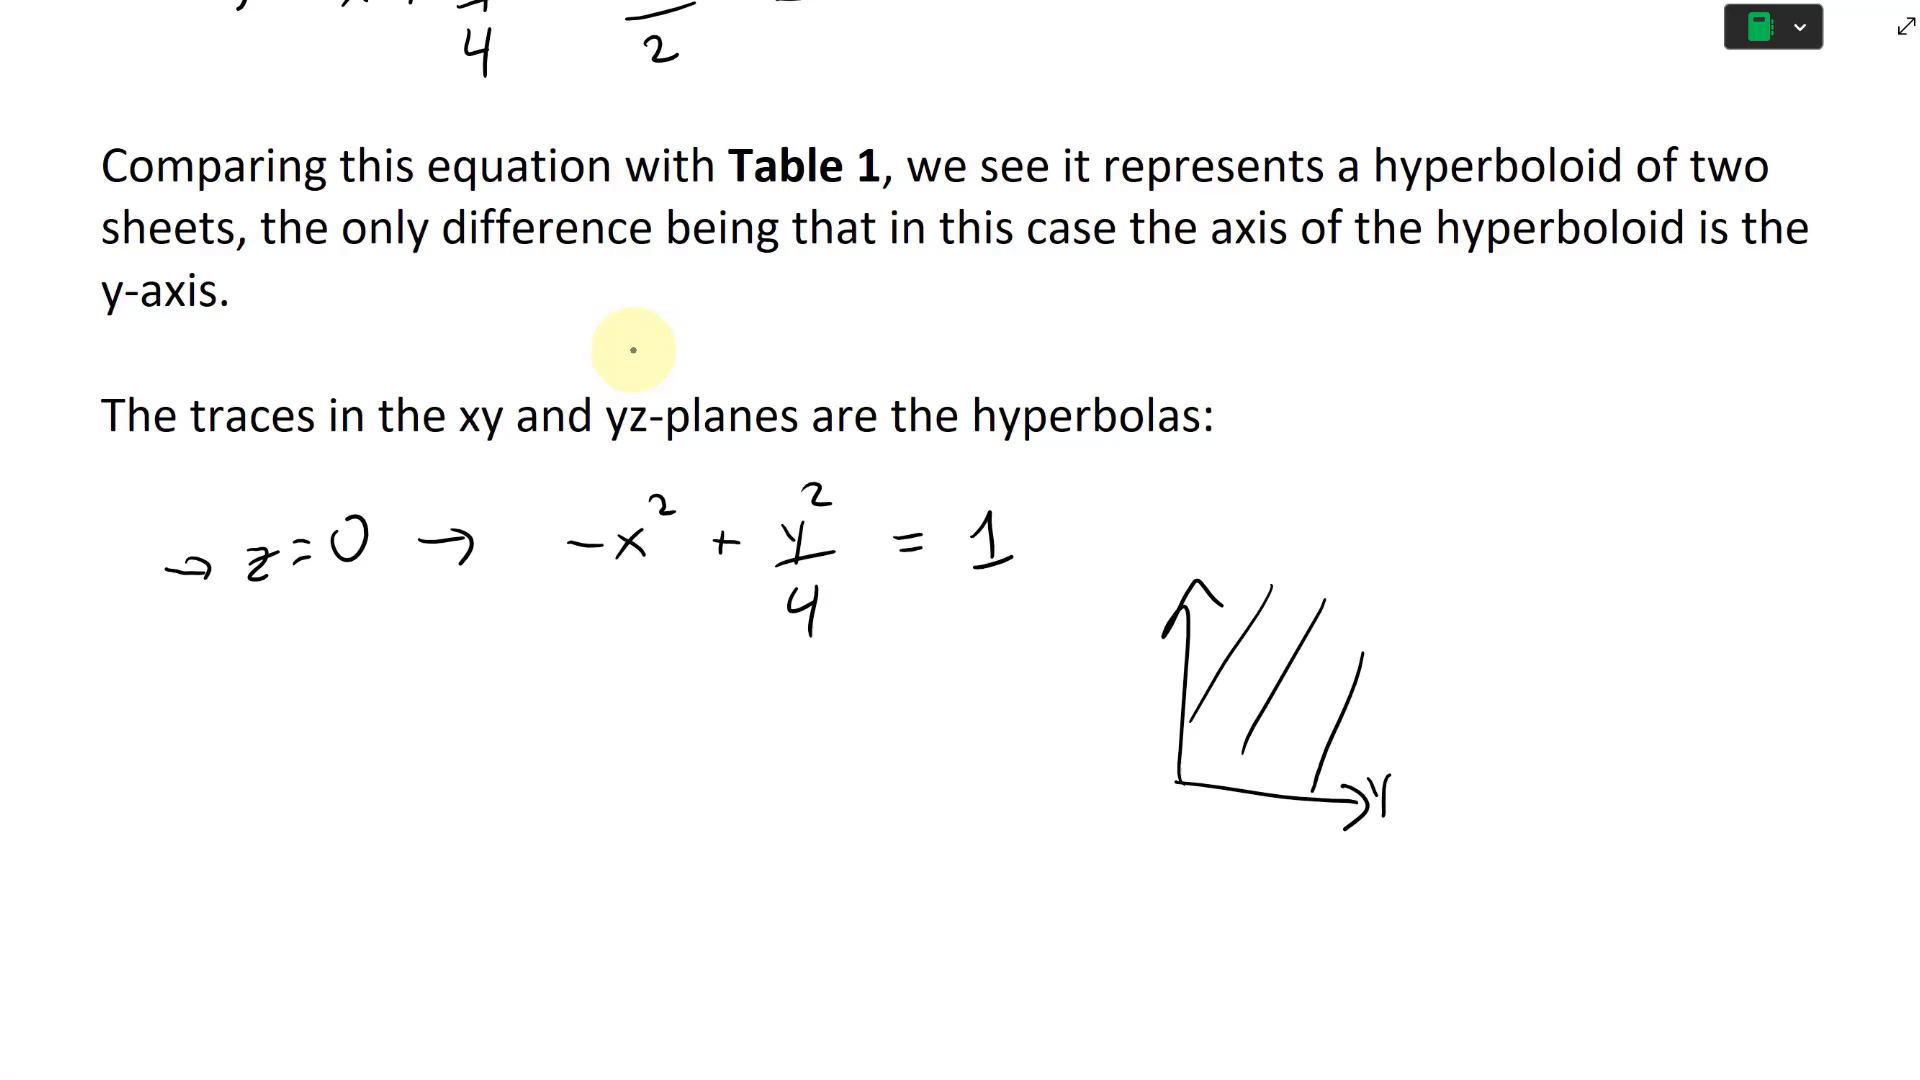 4 2
Comparing this equation with Table 1, we see it represents a hyperboloid of two
sheets, the only difference being that in this case the axis of the hyperboloid is the
y-axis.
The traces in the xy and yz-planes are the hyperbolas:
→ z = 0 → -x² + y²/4 = 1
Y